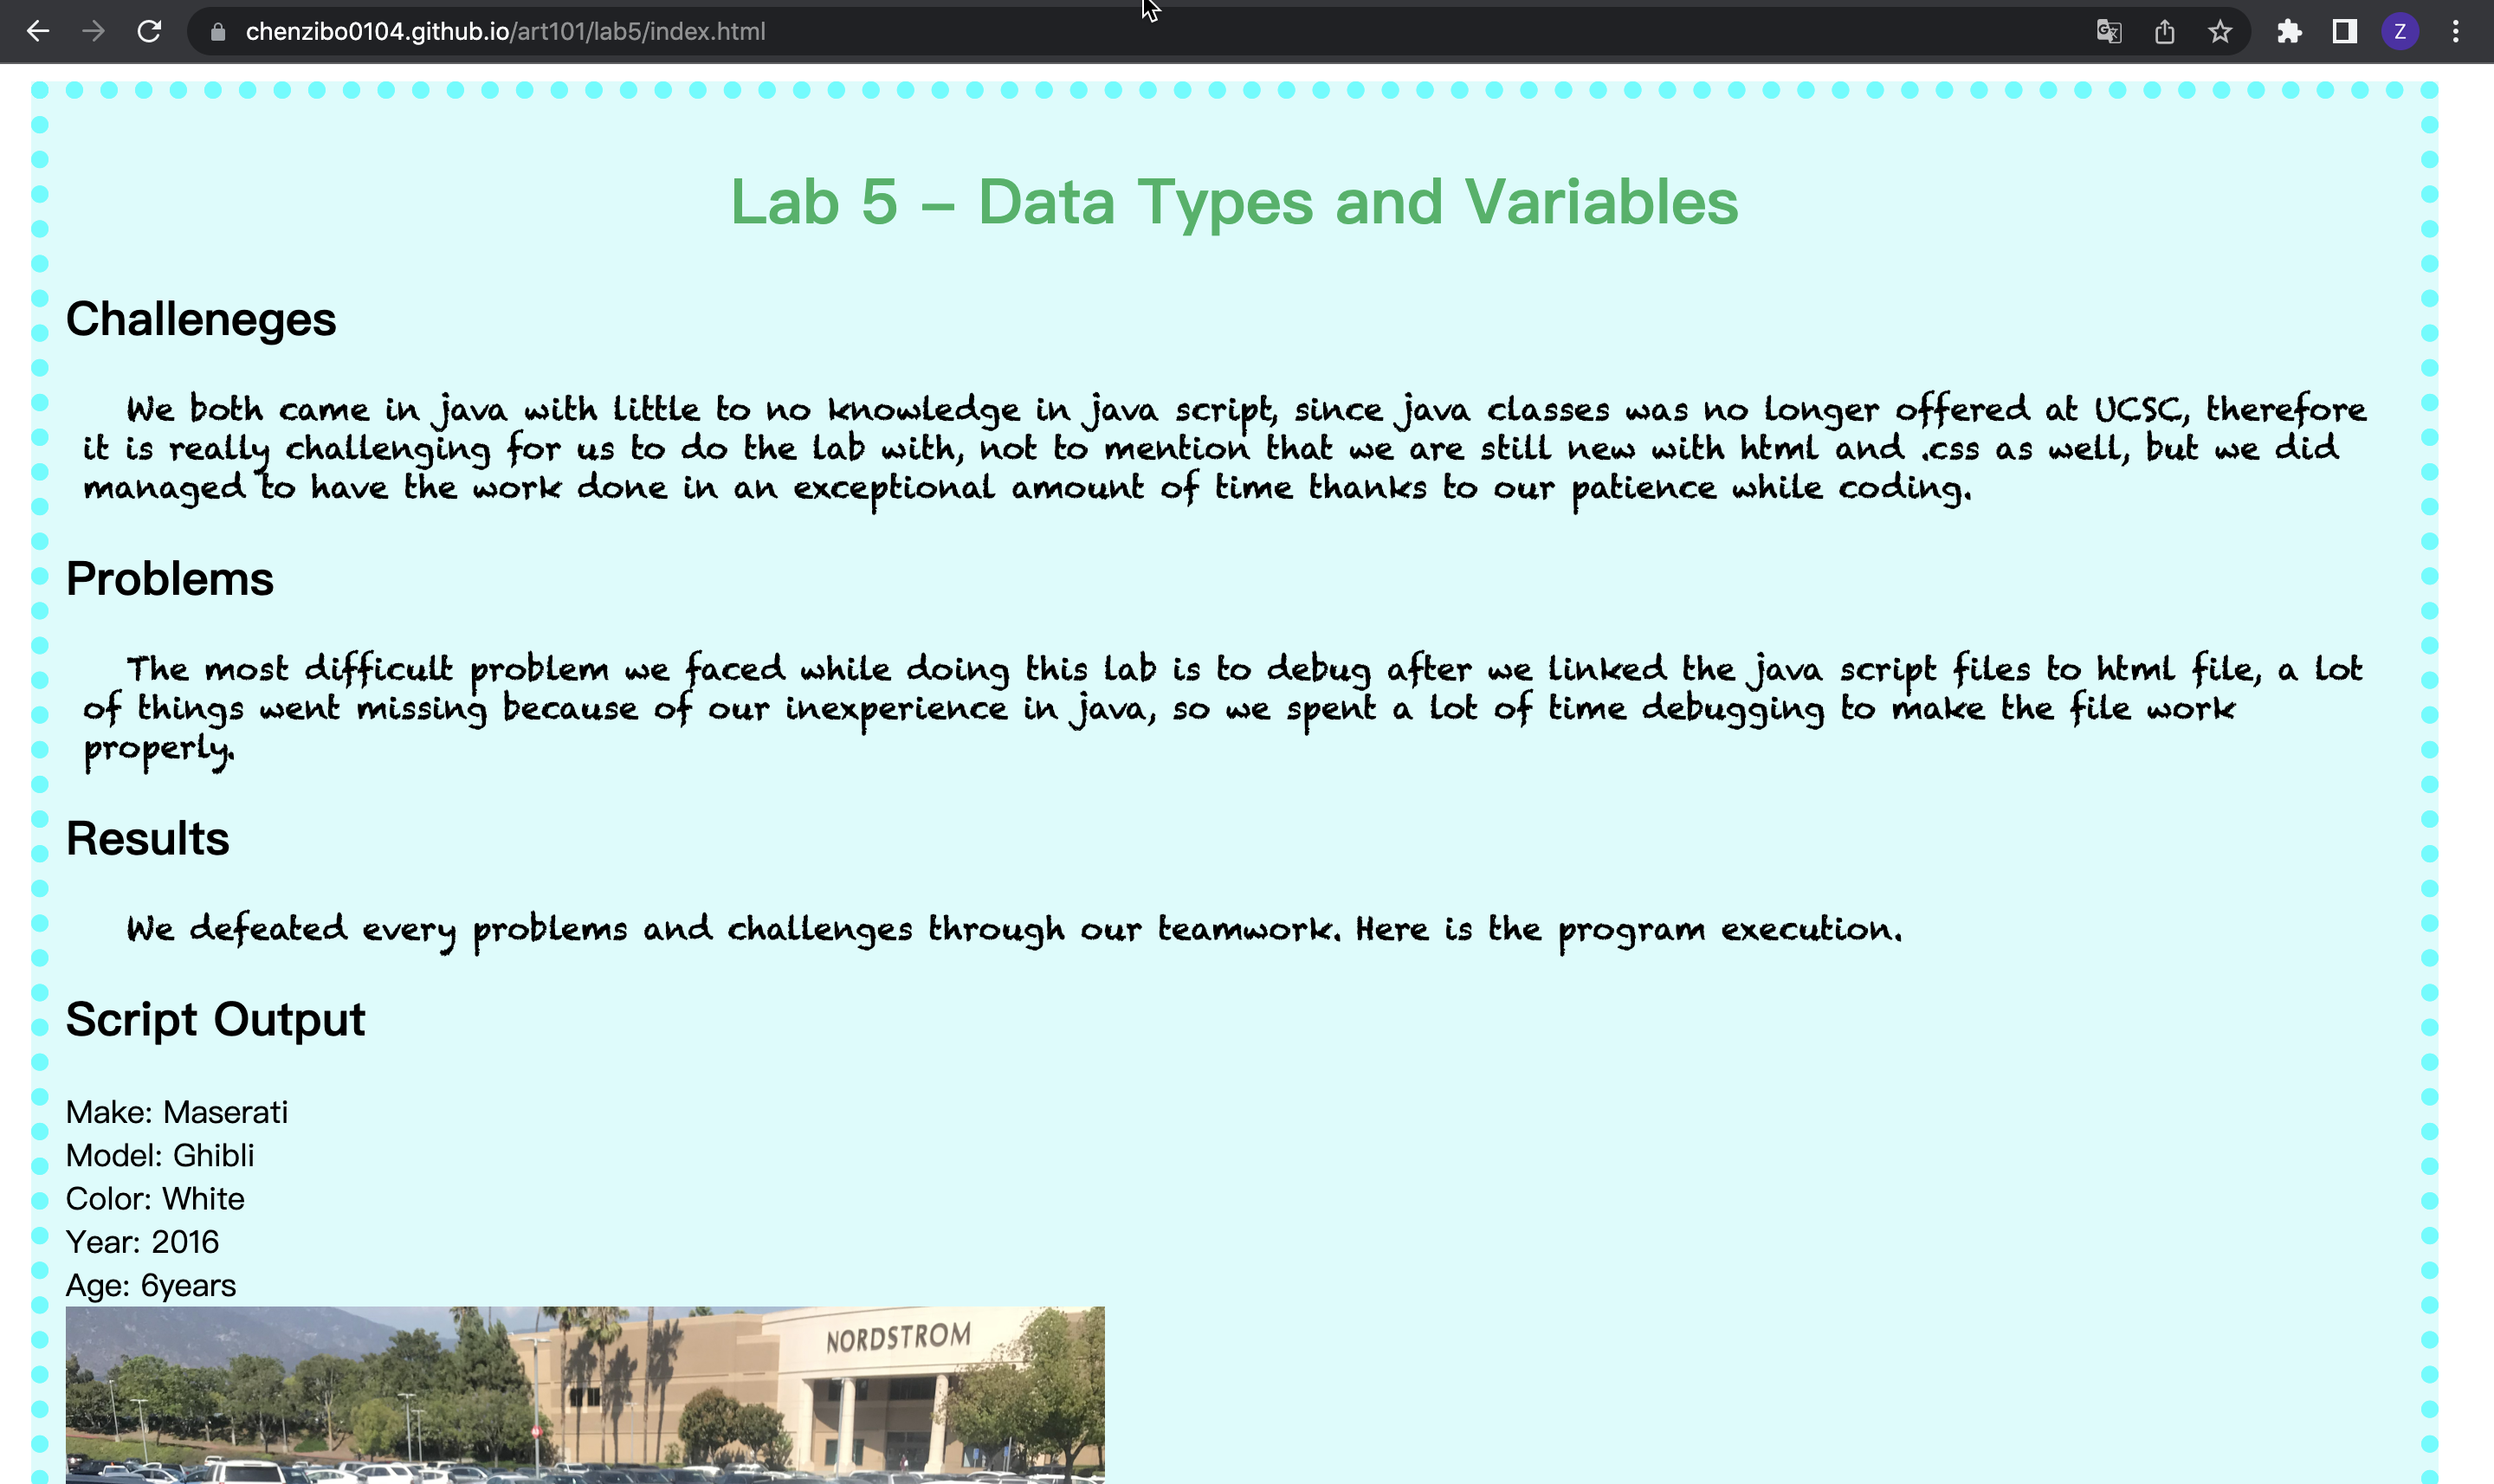 chenzibo0104.github.io/art101/lab5/index.html
Z
Lab 5 – Data Types and Variables
Challeneges
We both came in java with little to no knowledge in java script, since java classes was no longer offered at UCSC, therefore
it is really challenging for us to do the lab with, not to mention that we are still new with html and .css as well, but we did
managed to have the work done in an exceptional amount of time thanks to our patience while coding.
Problems
The most difficult problem we faced while doing this lab is to debug after we linked the java script files to html file, a lot
of things went missing because of our inexperience in java, so we spent a lot of time debugging to make the file work
properly.
Results
We defeated every problems and challenges through our teamwork. Here is the program execution.
Script Output
Make: Maserati
Model: Ghibli
Color: White
Year: 2016
Age: 6years
NORDSTROM